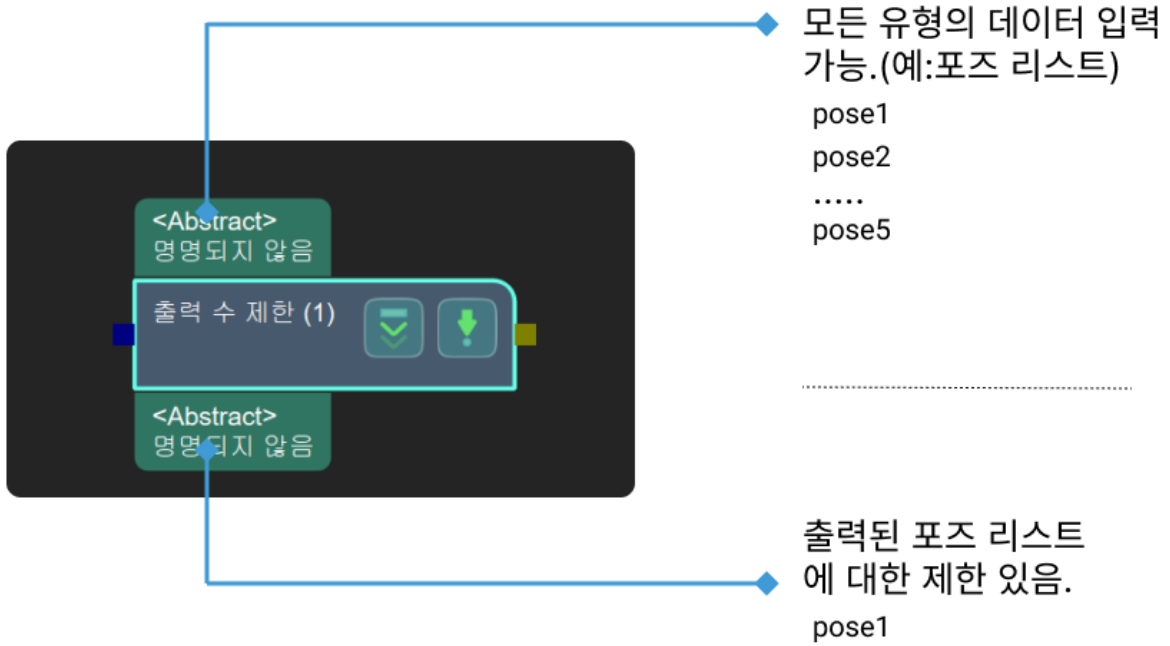 모든 유형의 데이터 입력
가능.(예:포즈 리스트)
pose1
pose2
.....
pose5
<Abstract>
명명되지 않음
출력 수 제한 (1)
<Abstract>
명명되지 않음
출력된 포즈 리스트
에 대한 제한 있음.
pose1